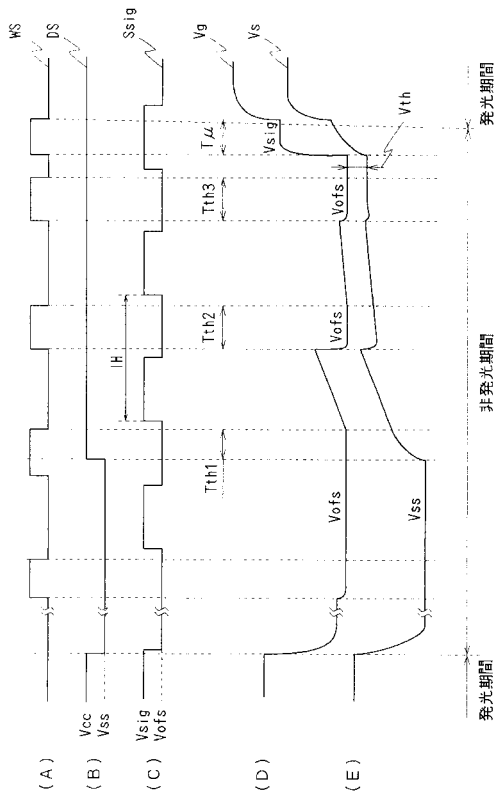 (A)
WS
(B)
Vcc
Vss
DS
(C)
Vsig
Vofs
Ssig
1H
Tth1
Tth2
Tth3
Tμ
(D)
Vofs
Vofs
Vofs
Vsig
Vg
(E)
Vss
Vth
Vs
発光期間
非発光期間
発光期間